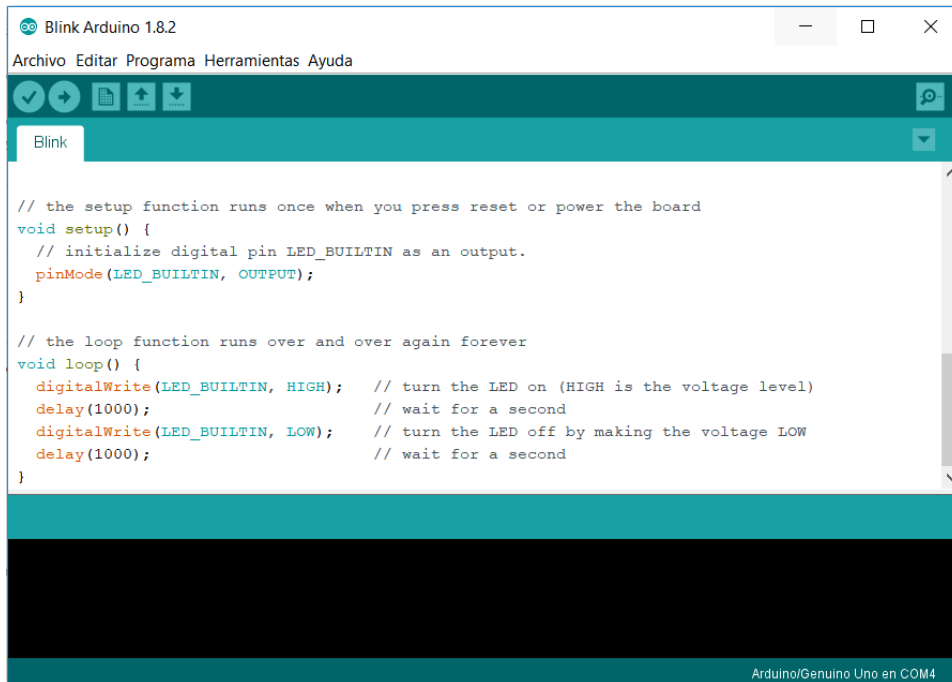 Blink Arduino 1.8.2
Archivo Editar Programa Herramientas Ayuda
Blink
// the setup function runs once when you press reset or power the board
void setup() {
  // initialize digital pin LED_BUILTIN as an output.
  pinMode(LED_BUILTIN, OUTPUT);
}
// the loop function runs over and over again forever
void loop() {
  digitalWrite(LED_BUILTIN, HIGH);   // turn the LED on (HIGH is the voltage level)
  delay(1000);                       // wait for a second
  digitalWrite(LED_BUILTIN, LOW);    // turn the LED off by making the voltage LOW
  delay(1000);                       // wait for a second
}
Arduino/Genuino Uno en COM4